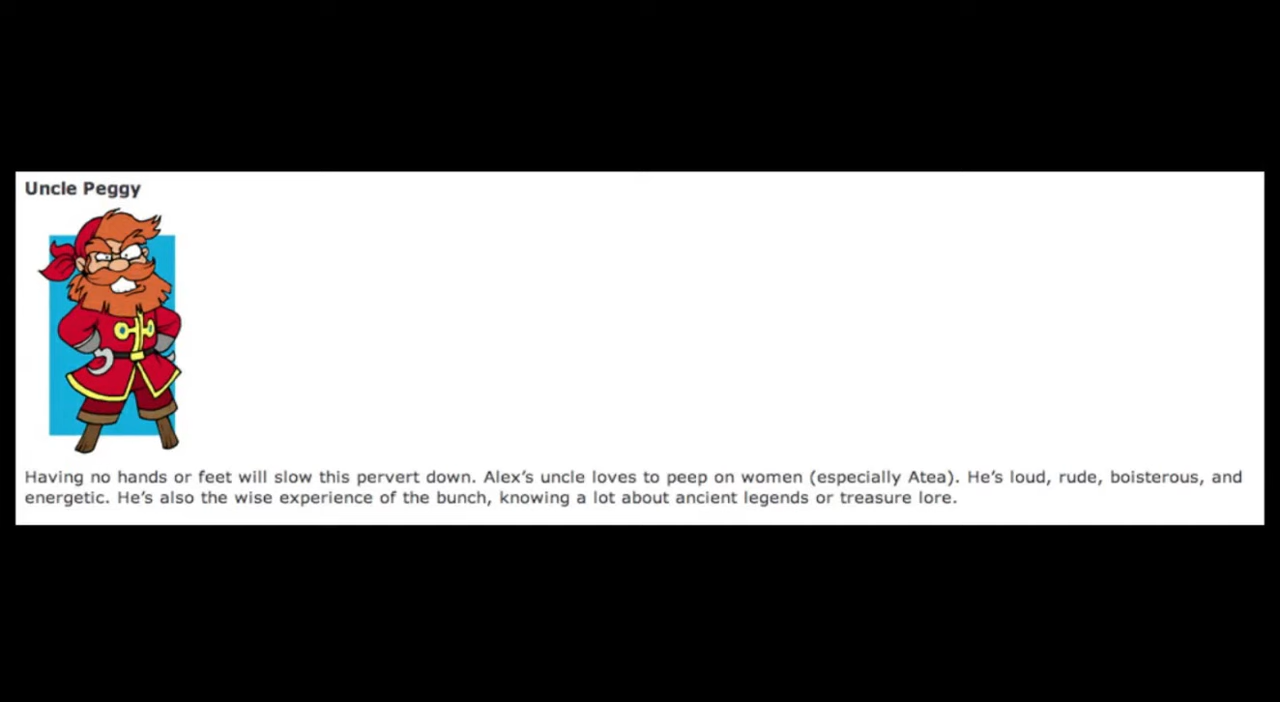 Uncle Peggy
Having no hands or feet will slow this pervert down. Alex’s uncle loves to peep on women (especially Atea). He’s loud, rude, boisterous, and
energetic. He’s also the wise experience of the bunch, knowing a lot about ancient legends or treasure lore.